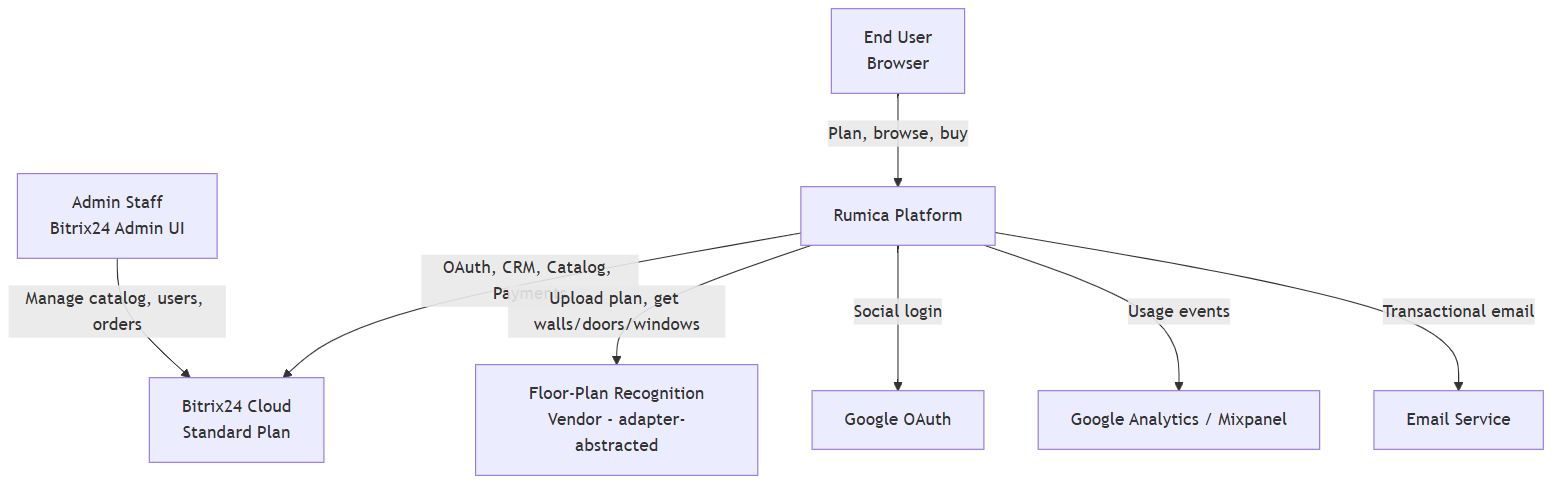 End User
Browser
Plan, browse, buy
Admin Staff
Bitrix24 Admin UI
Rumica Platform
OAuth, CRM, Catalog,
Payments
Upload plan, get
walls/doors/windows
Manage catalog, users,
orders
Social login
Usage events
Transactional email
Bitrix24 Cloud
Standard Plan
Floor-Plan Recognition
Vendor - adapter-
abstracted
Google OAuth
Google Analytics / Mixpanel
Email Service